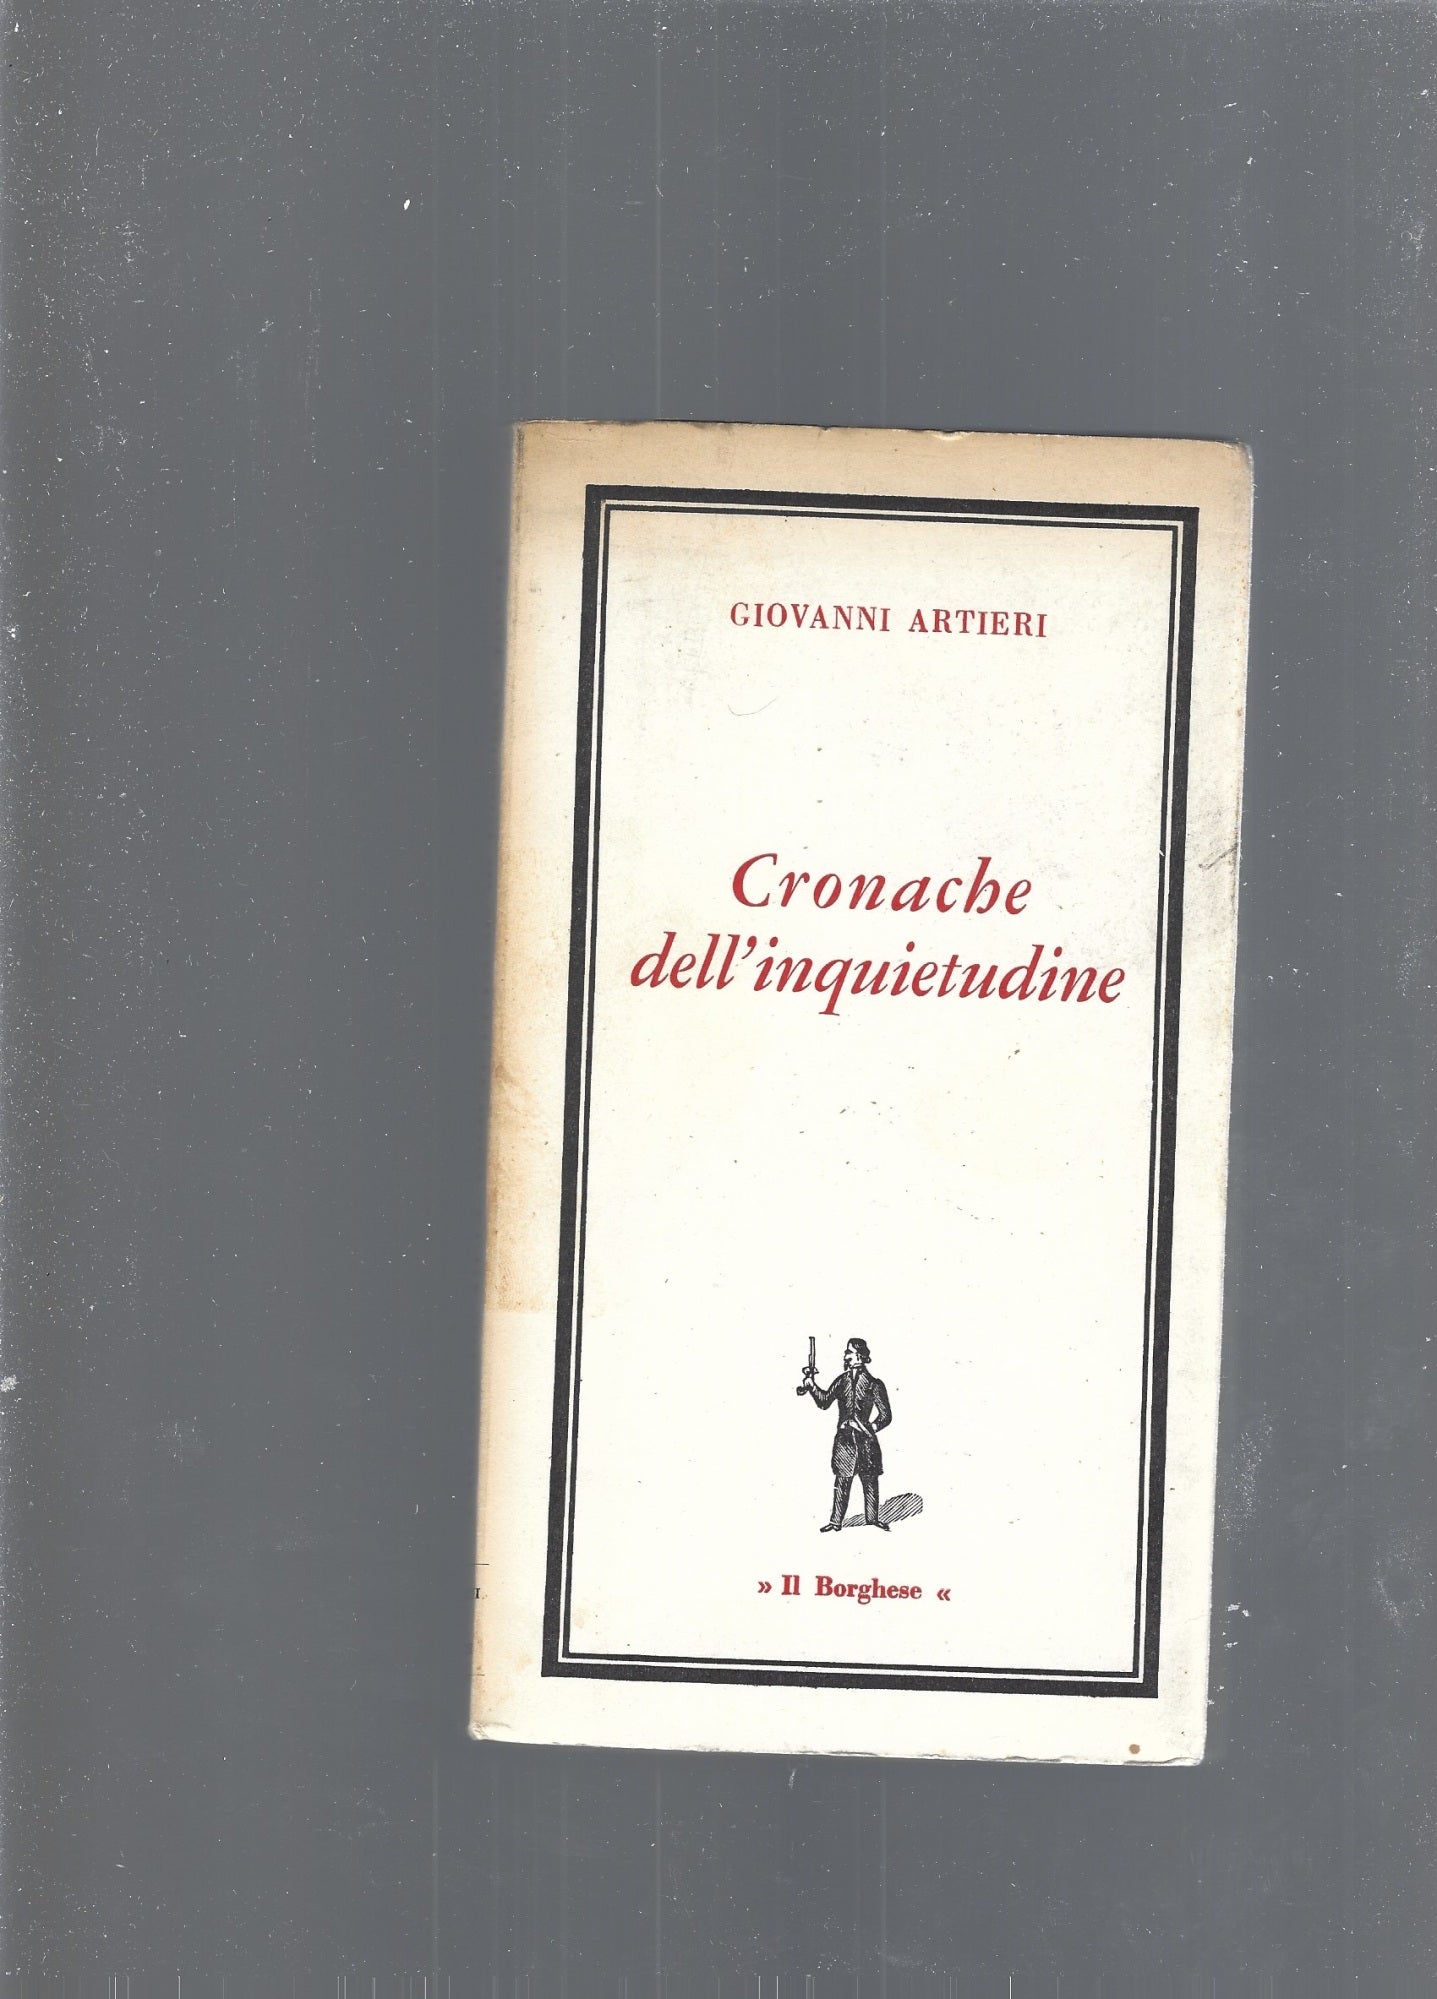 GIOVANNI ARTIERI
Cronache
dell’inquietudine
» Il Borghese «